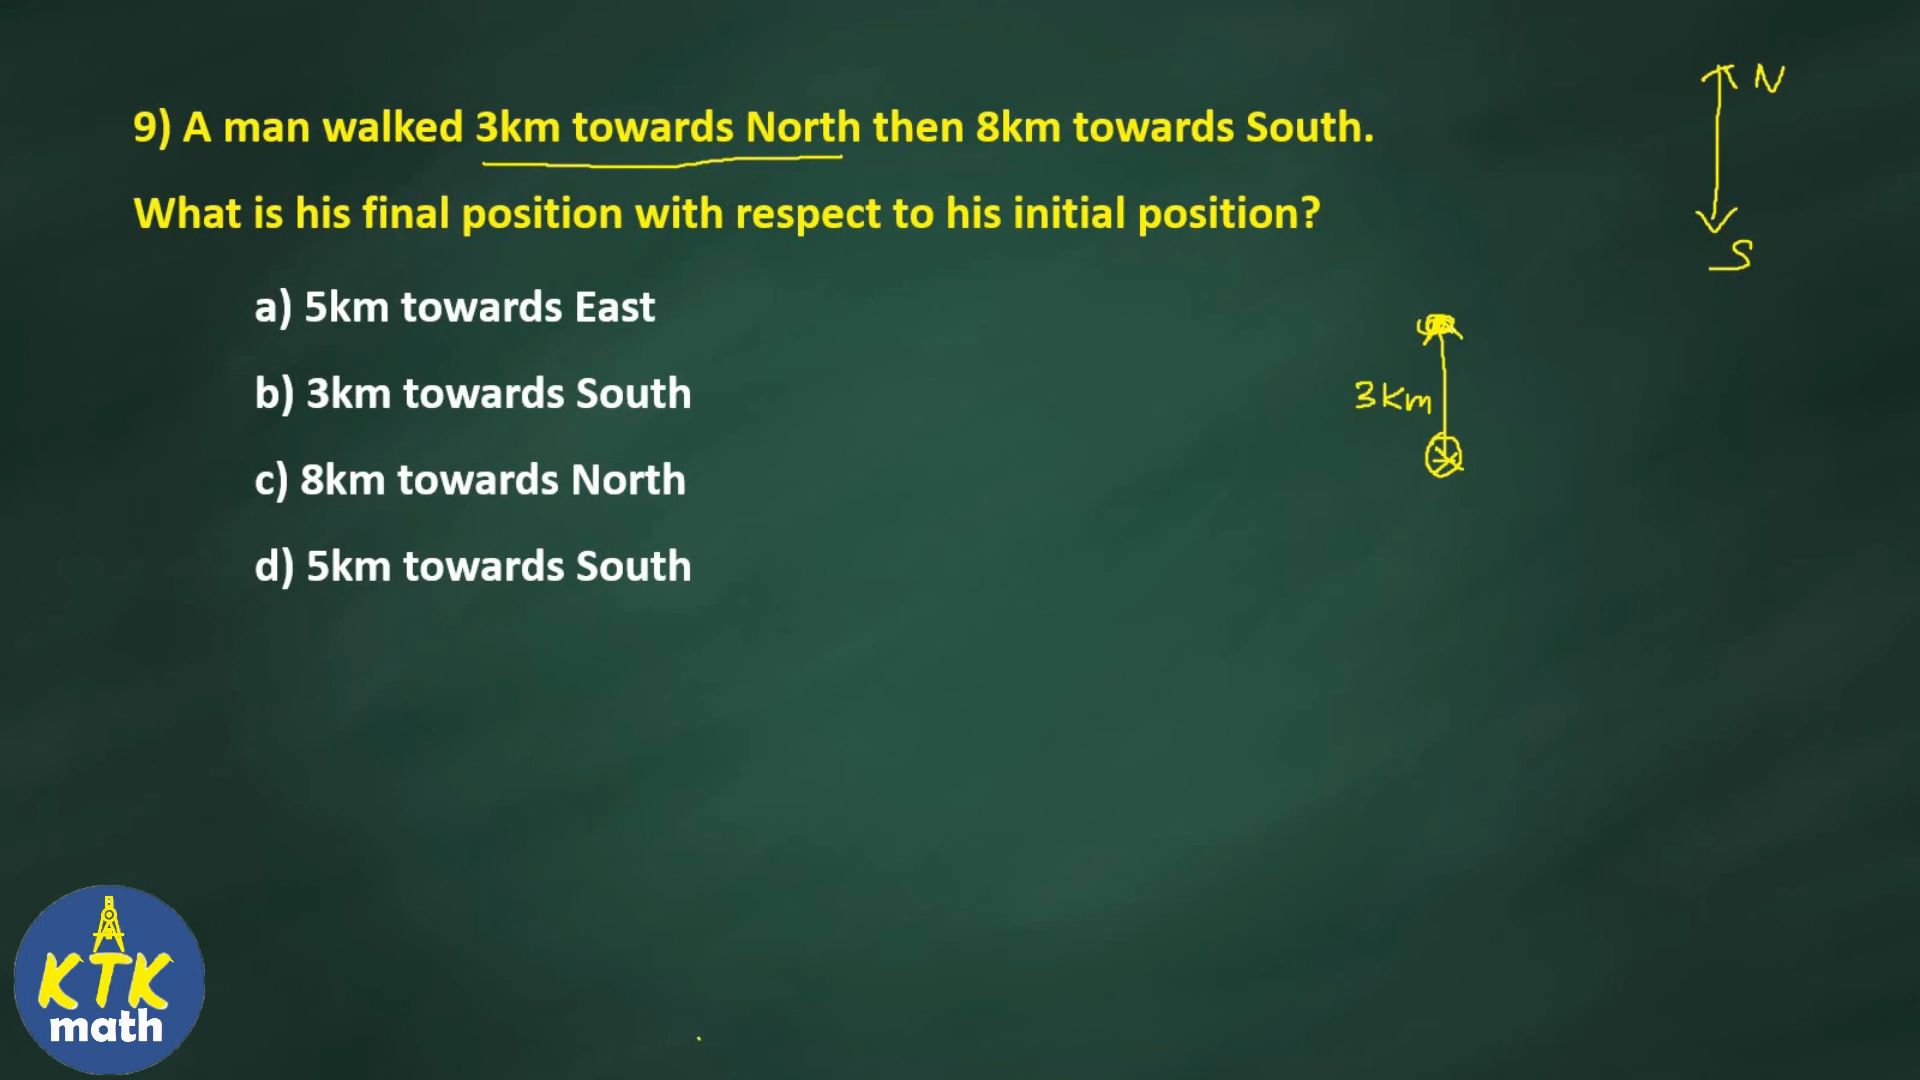 9) A man walked 3km towards North then 8km towards South.
What is his final position with respect to his initial position?
a) 5km towards East
b) 3km towards South
c) 8km towards North
d) 5km towards South
N
S
3km
KTK
math